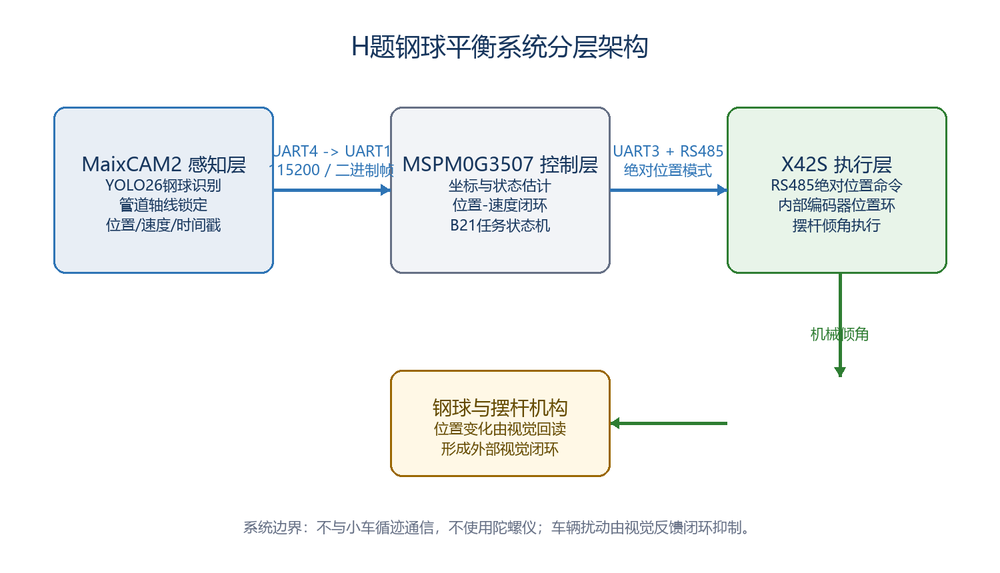 H题钢球平衡系统分层架构
MaixCAM2 感知层
YOLO26钢球识别
管道轴线锁定
位置/速度/时间戳
UART4 -> UART1
115200 / 二进制帧
MSPM0G3507 控制层
坐标与状态估计
位置-速度闭环
B21任务状态机
UART3 + RS485
绝对位置模式
X42S 执行层
RS485绝对位置命令
内部编码器位置环
摆杆倾角执行
机械倾角
钢球与摆杆机构
位置变化由视觉回读
形成外部视觉闭环
系统边界：不与小车循迹通信，不使用陀螺仪；车辆扰动由视觉反馈闭环抑制。